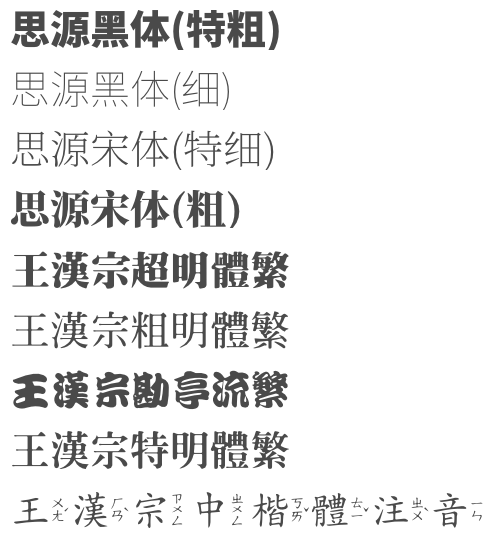 思源黑体(特粗)
思源黑体(细)
思源宋体(特细)
思源宋体(粗)
王漢宗超明體繁
王漢宗粗明體繁
王漢宗勘亭流繁
王漢宗特明體繁
王ㄨㄤˊ漢ㄏㄢˋ宗ㄗㄨㄥ中ㄓㄨㄥ楷ㄎㄞˇ體ㄊㄧˇ注ㄓㄨˋ音ㄧㄣ